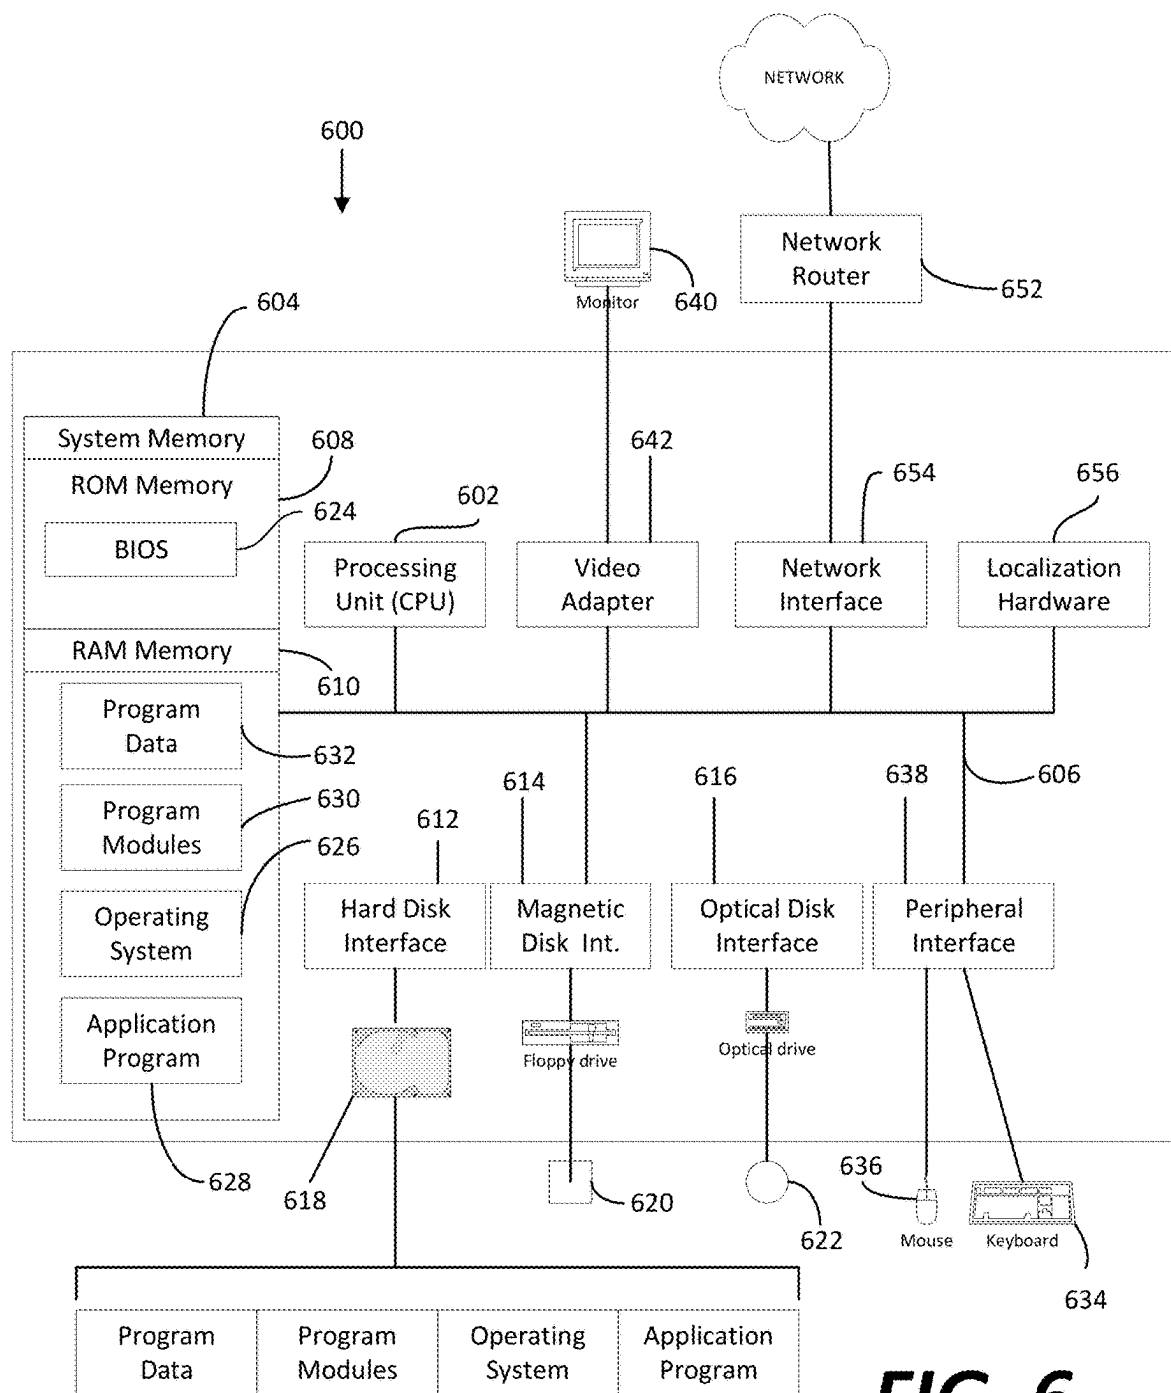 NETWORK
600
Network
Router
652
Monitor
640
604
System Memory
608
ROM Memory
624
BIOS
642
654
656
602
Processing
Unit (CPU)
Video
Adapter
Network
Interface
Localization
Hardware
RAM Memory
610
Program
Data
632
Program
Modules
630
626
Operating
System
Application
Program
628
606
614
616
638
612
Hard Disk
Interface
Magnetic
Disk Int.
Optical Disk
Interface
Peripheral
Interface
Floppy drive
Optical drive
618
620
622
636
Mouse
Keyboard
634
Program
Data
Program
Modules
Operating
System
Application
Program
FIG. 6